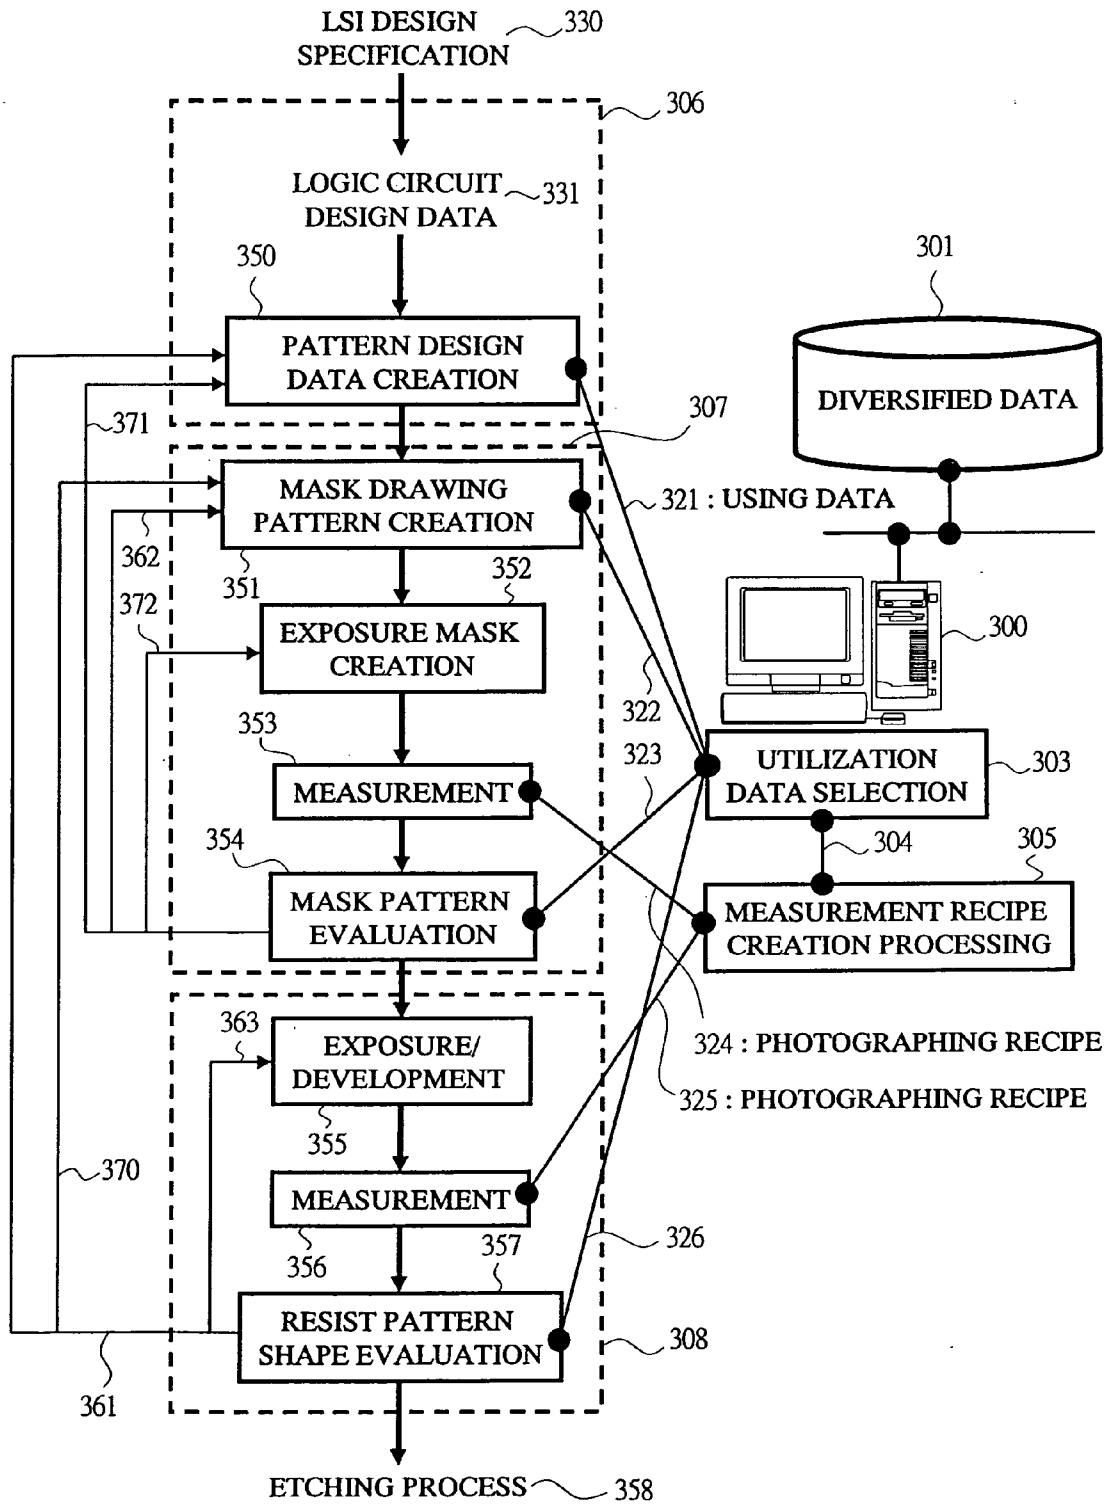 LSI DESIGN
SPECIFICATION
330
306
LOGIC CIRCUIT
DESIGN DATA
331
350
301
PATTERN DESIGN
DATA CREATION
DIVERSIFIED DATA
371
307
MASK DRAWING
PATTERN CREATION
321 : USING DATA
362
351
352
372
EXPOSURE MASK
CREATION
300
322
353
323
MEASUREMENT
UTILIZATION
DATA SELECTION
303
354
304
305
MASK PATTERN
EVALUATION
MEASUREMENT RECIPE
CREATION PROCESSING
363
EXPOSURE/
DEVELOPMENT
324 : PHOTOGRAPHING RECIPE
325 : PHOTOGRAPHING RECIPE
355
370
MEASUREMENT
356
357
326
RESIST PATTERN
SHAPE EVALUATION
308
361
ETCHING PROCESS
358